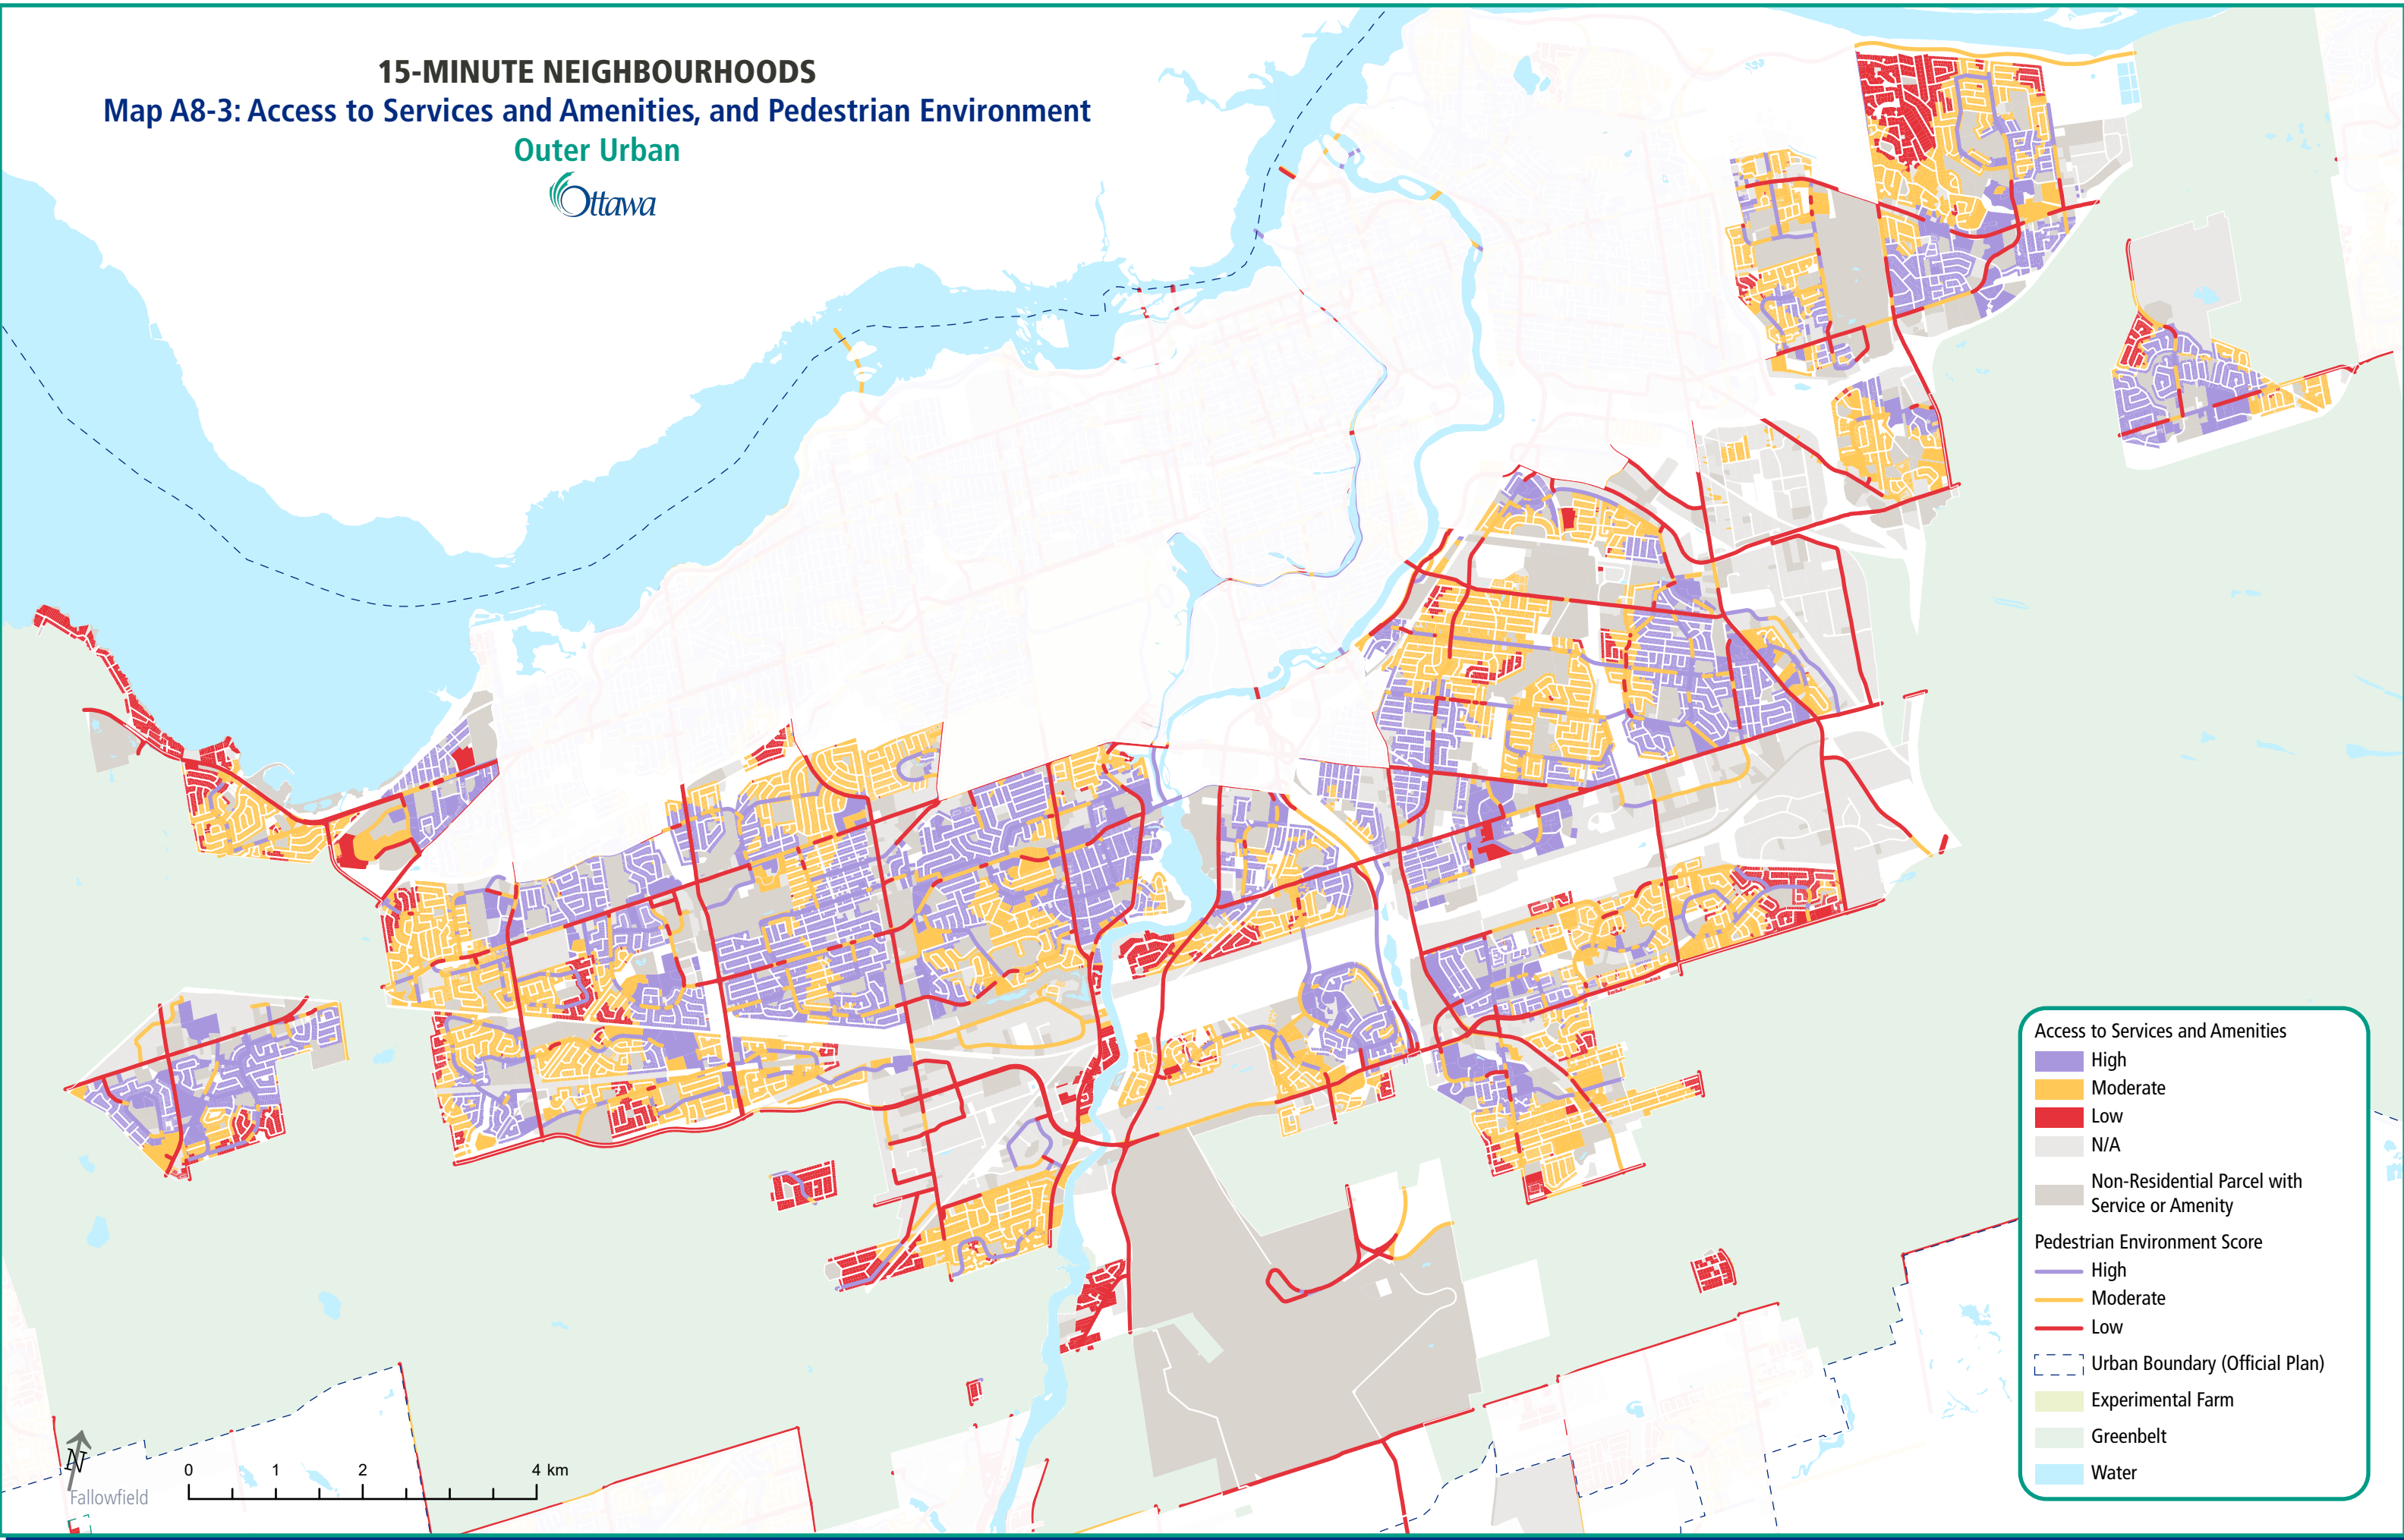 15-MINUTE NEIGHBOURHOODS
Map A8-3: Access to Services and Amenities, and Pedestrian Environment
Outer Urban
Ottawa
Access to Services and Amenities
High
Moderate
Low
N/A
Non-Residential Parcel with
Service or Amenity
Pedestrian Environment Score
High
Moderate
Low
Urban Boundary (Official Plan)
Experimental Farm
Greenbelt
Water
N
0 1 2 4 km
Fallowfield